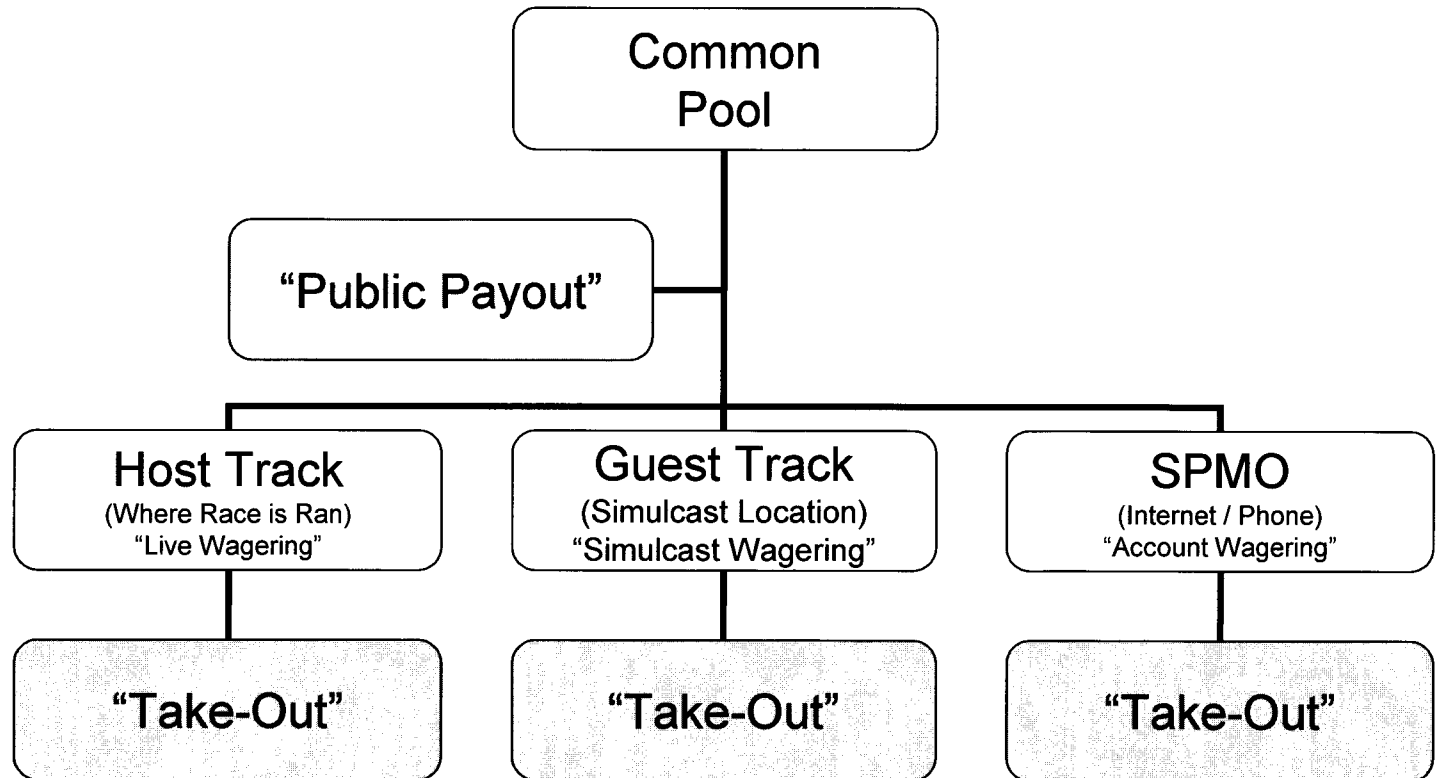 Common
Pool
“Public Payout”
Host Track
(Where Race is Ran)
“Live Wagering”
Guest Track
(Simulcast Location)
“Simulcast Wagering”
SPMO
(Internet / Phone)
“Account Wagering”
“Take-Out”
“Take-Out”
“Take-Out”